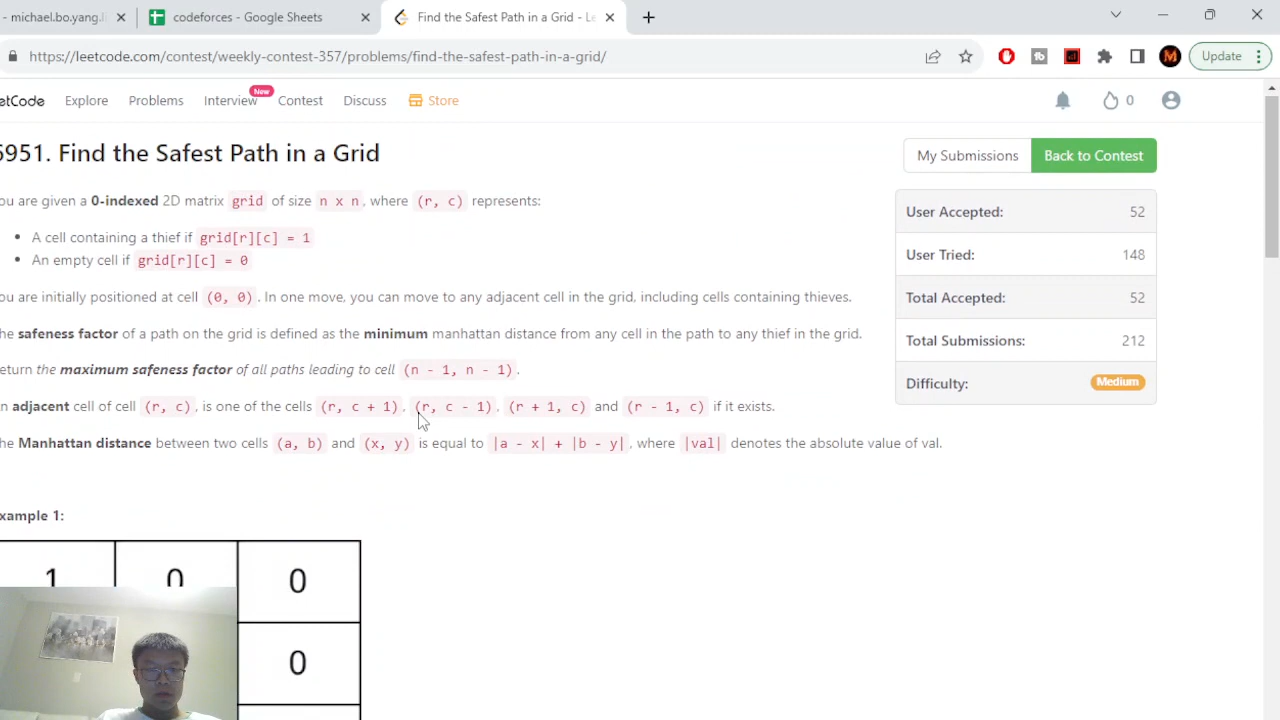 - michael.bo.yang.Ji
codeforces - Google Sheets
Find the Safest Path in a Grid - Le
https://leetcode.com/contest/weekly-contest-357/problems/find-the-safest-path-in-a-grid/
Update
etCode Explore Problems Interview New Contest Discuss Store 0
5951. Find the Safest Path in a Grid
My Submissions Back to Contest
ou are given a 0-indexed 2D matrix grid of size n x n, where (r, c) represents:
A cell containing a thief if grid[r][c] = 1
An empty cell if grid[r][c] = 0
ou are initially positioned at cell (0, 0). In one move, you can move to any adjacent cell in the grid, including cells containing thieves.
he safeness factor of a path on the grid is defined as the minimum manhattan distance from any cell in the path to any thief in the grid.
eturn the maximum safeness factor of all paths leading to cell (n - 1, n - 1).
n adjacent cell of cell (r, c), is one of the cells (r, c + 1), (r, c - 1), (r + 1, c) and (r - 1, c) if it exists.
he Manhattan distance between two cells (a, b) and (x, y) is equal to |a - x| + |b - y|, where |val| denotes the absolute value of val.
User Accepted: 52
User Tried: 148
Total Accepted: 52
Total Submissions: 212
Difficulty: Medium
xample 1:
1 0 0
0